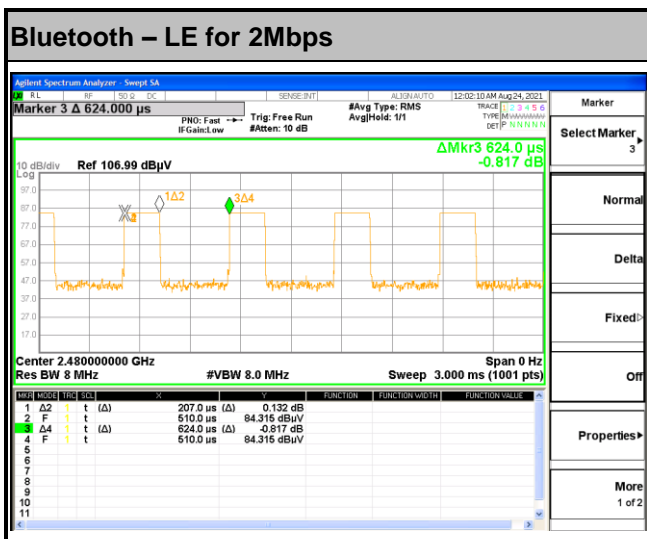 Bluetooth – LE for 2Mbps
Agilent Spectrum Analyzer - Swept SA
RL RF 50 Ω DC SENSE:INT ALIGNAUTO 12:02:10 AM Aug 24, 2021
Marker 3 Δ 624.000 µs
PNO: Fast Trig: Free Run
IFGain:Low #Atten: 10 dB
#Avg Type: RMS
Avg|Hold: 1/1
TRACE 1 2 3 4 5 6
TYPE M
DET P N N N N N
ΔMkr3 624.0 µs
-0.817 dB
10 dB/div Ref 106.99 dBµV
Log
97.0
87.0
77.0
67.0
57.0
47.0
37.0
27.0
17.0
1Δ2
3Δ4
Center 2.480000000 GHz Span 0 Hz
Res BW 8 MHz #VBW 8.0 MHz Sweep 3.000 ms (1001 pts)
MKR MODE TRC SCL X Y FUNCTION FUNCTION WIDTH FUNCTION VALUE
1 Δ2 1 t (Δ) 207.0 µs (Δ) 0.132 dB
2 F 1 t 510.0 µs 84.315 dBµV
3 Δ4 1 t (Δ) 624.0 µs (Δ) -0.817 dB
4 F 1 t 510.0 µs 84.315 dBµV
5
6
7
8
9
10
11
Marker
Select Marker
3
Normal
Delta
Fixed
Off
Properties
More
1 of 2